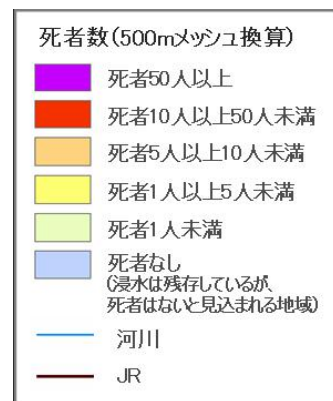 死者数(500mメッシュ換算)
死者50人以上
死者10人以上50人未満
死者5人以上10人未満
死者1人以上5人未満
死者1人未満
死者なし
(浸水は残存しているが、
死者はないと見込まれる地域)
河川
JR